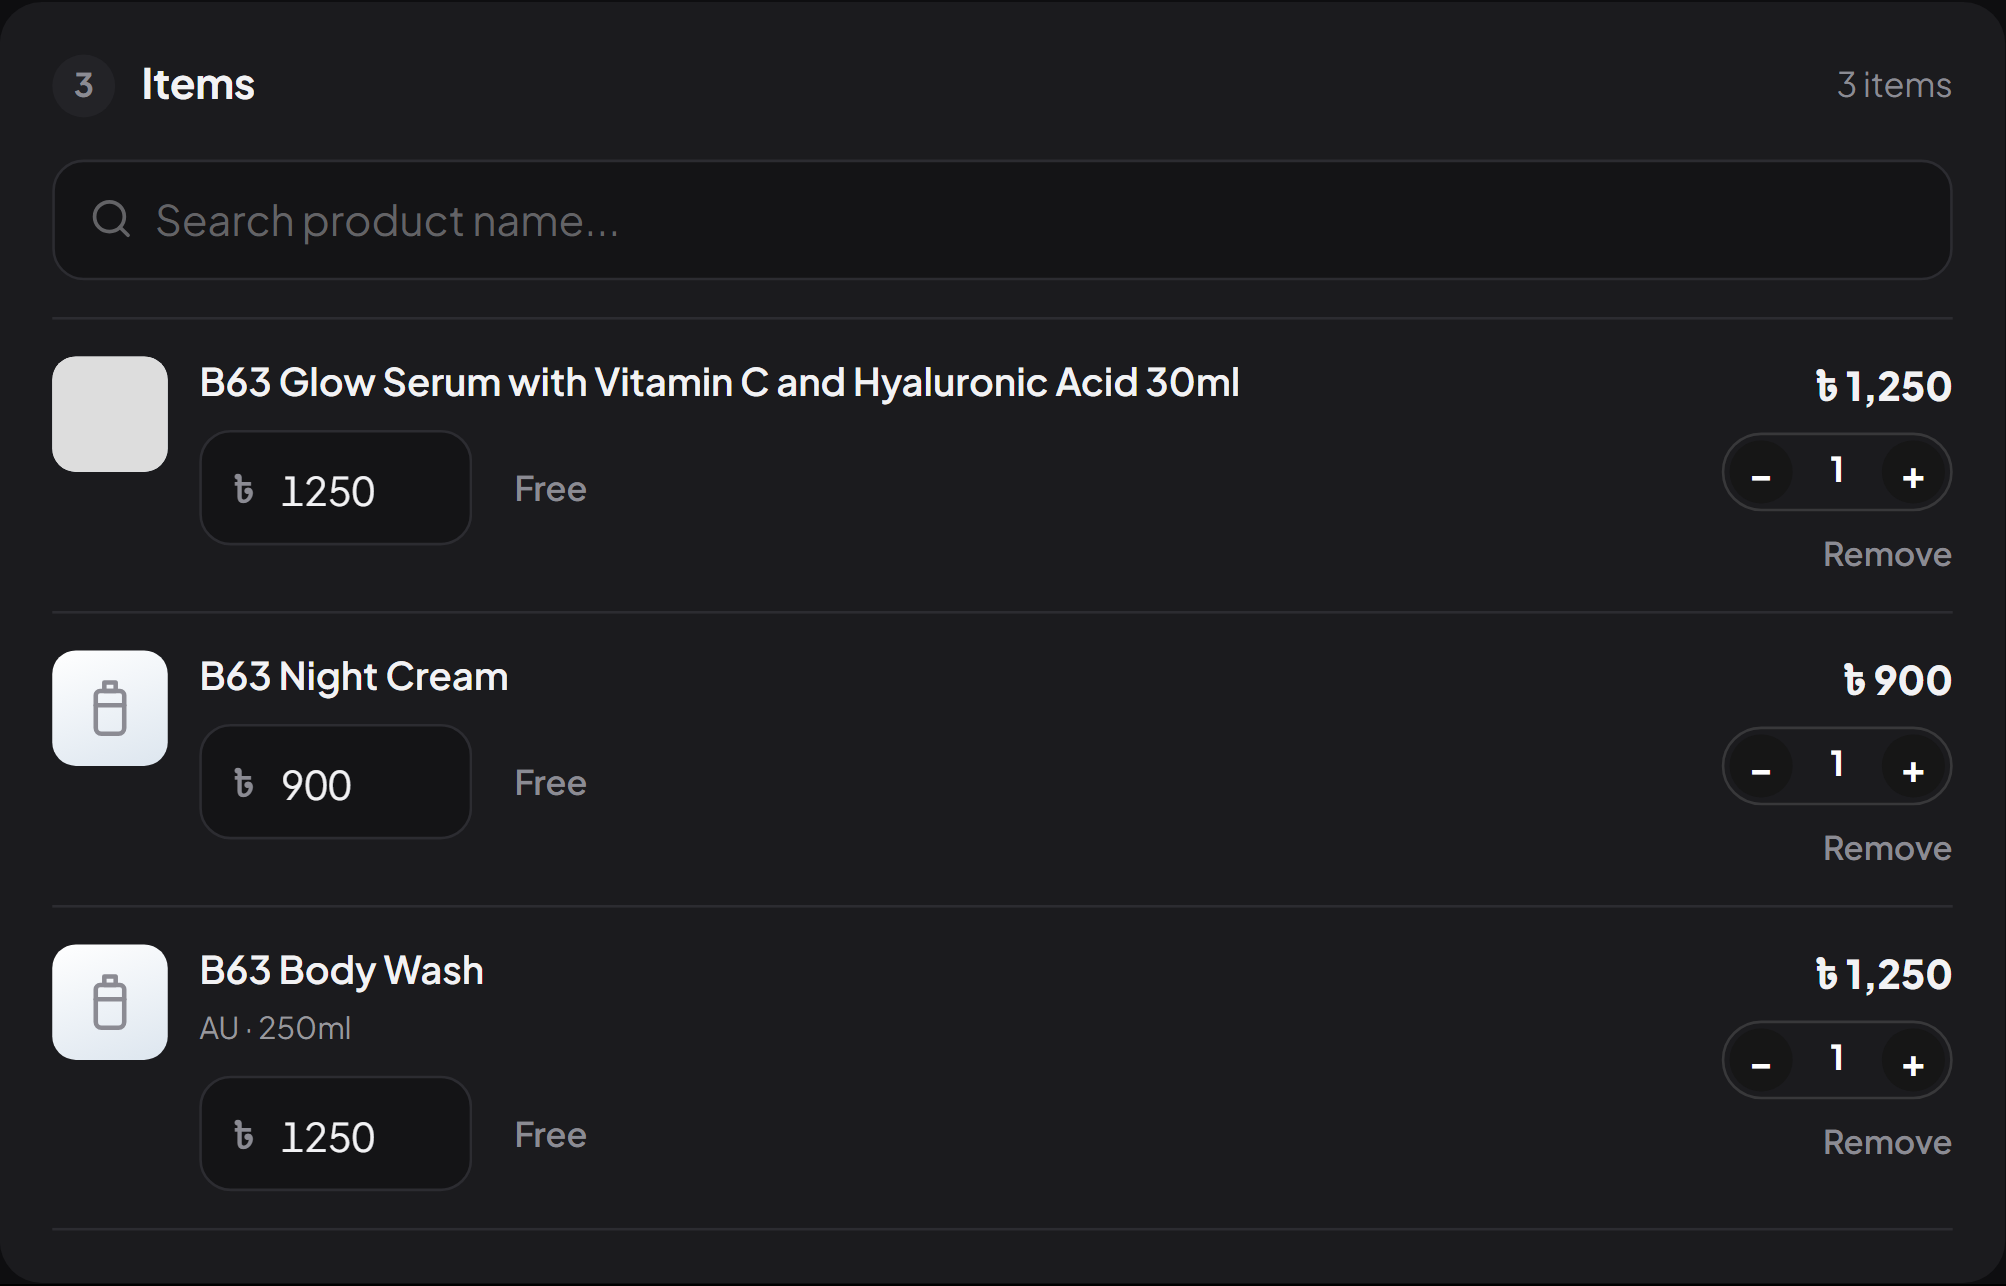 3 Items 3 items
Search product name...
B63 Glow Serum with Vitamin C and Hyaluronic Acid 30ml ৳ 1,250
৳ 1250 Free − 1 +
Remove
B63 Night Cream ৳ 900
৳ 900 Free − 1 +
Remove
B63 Body Wash ৳ 1,250
AU · 250ml
− 1 +
৳ 1250 Free Remove